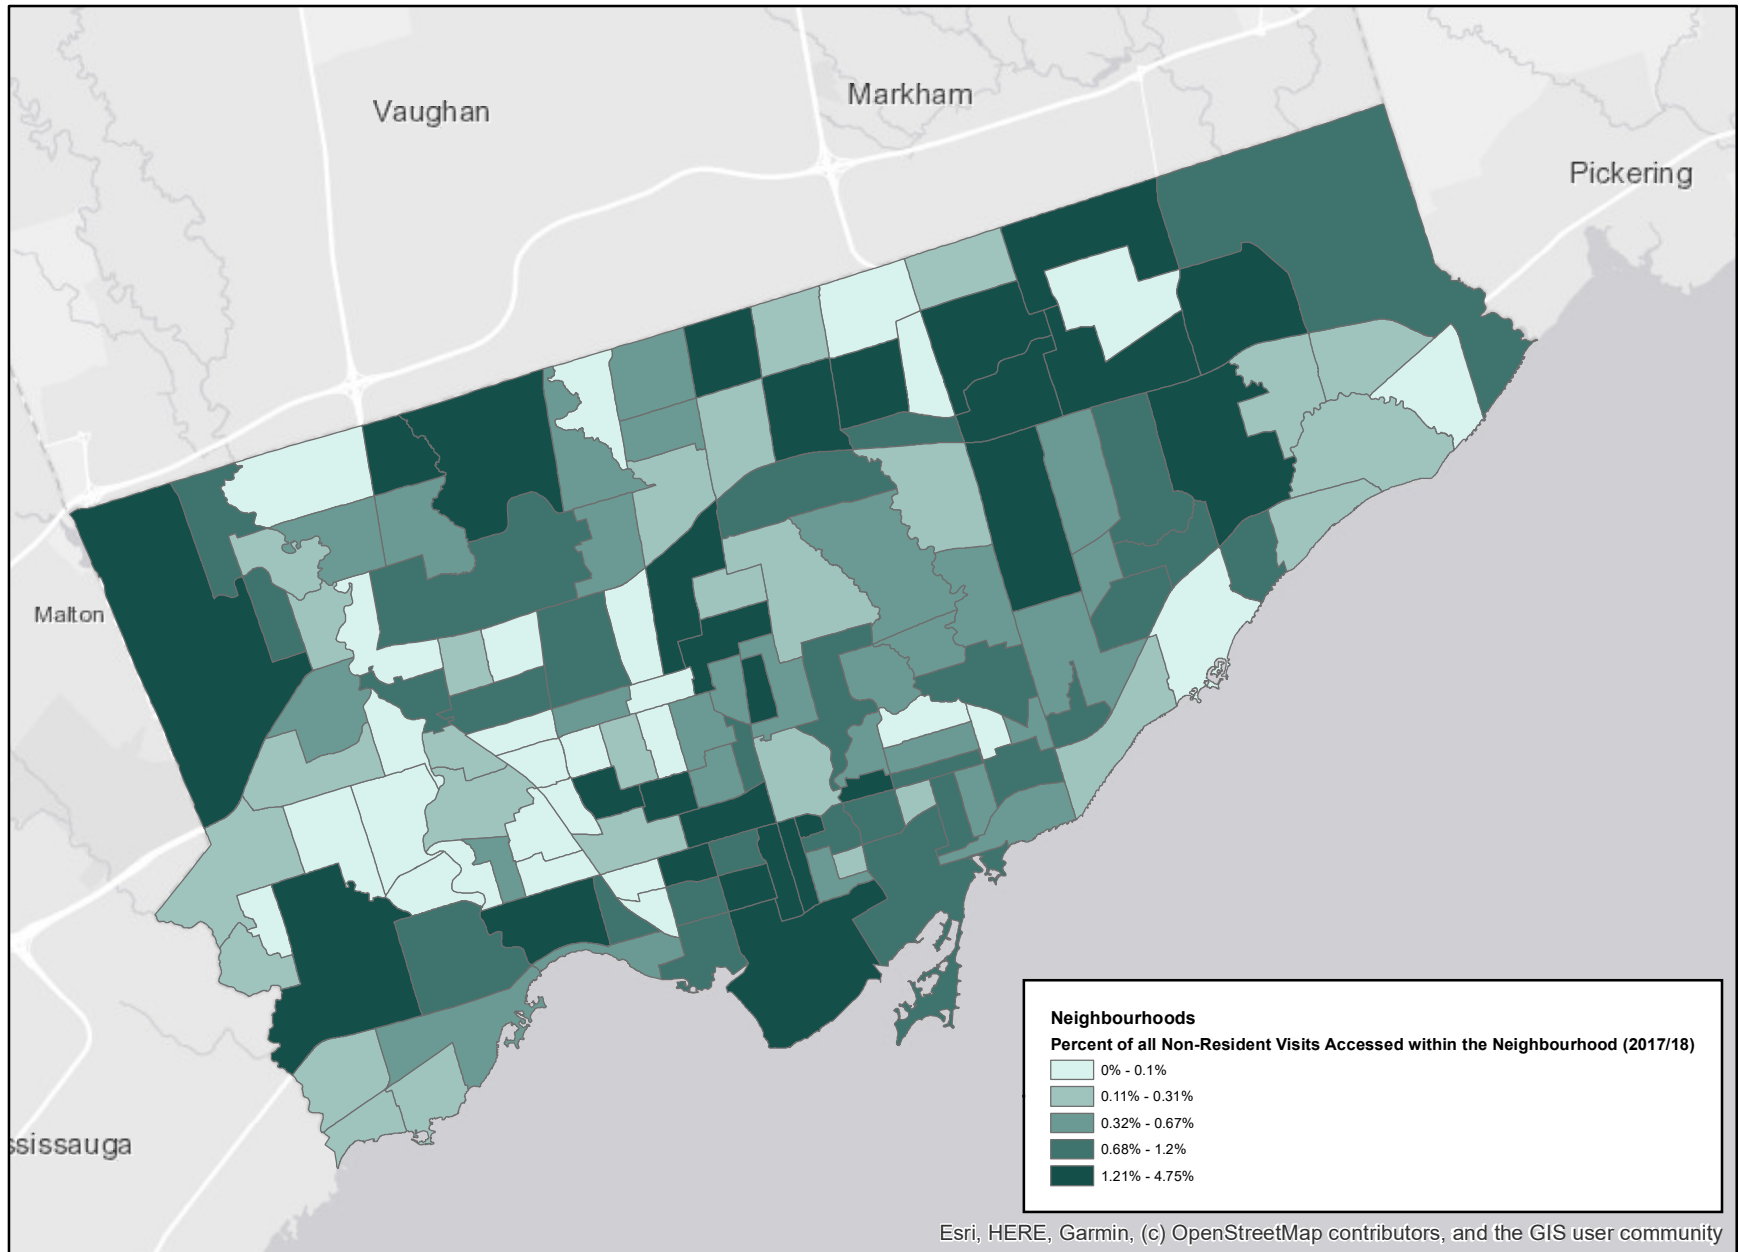 Vaughan
Markham
Pickering
Malton
ssissauga
Neighbourhoods
Percent of all Non-Resident Visits Accessed within the Neighbourhood (2017/18)
0% - 0.1%
0.11% - 0.31%
0.32% - 0.67%
0.68% - 1.2%
1.21% - 4.75%
Esri, HERE, Garmin, (c) OpenStreetMap contributors, and the GIS user community